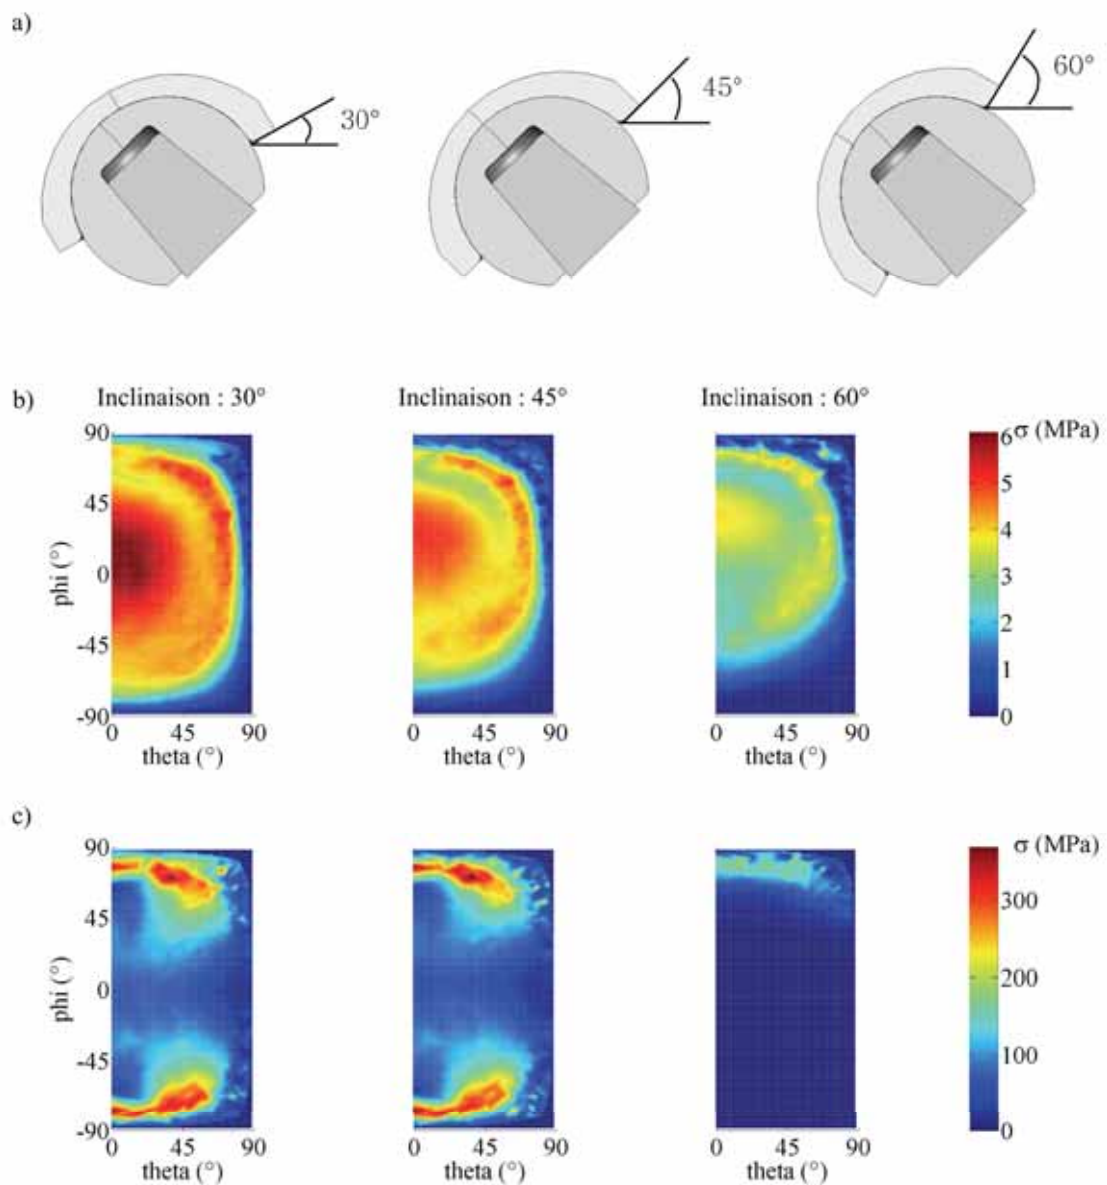 a)
30°
45°
60°
b)
Inclinaison : 30°
Inclinaison : 45°
Inclinaison : 60°
90
45
0
-45
-90
phi (°)
0 45 90
theta (°)
0 45 90
theta (°)
0 45 90
theta (°)
6 σ (MPa)
5
4
3
2
1
0
c)
90
45
0
-45
-90
phi (°)
0 45 90
theta (°)
0 45 90
theta (°)
0 45 90
theta (°)
σ (MPa)
300
200
100
0